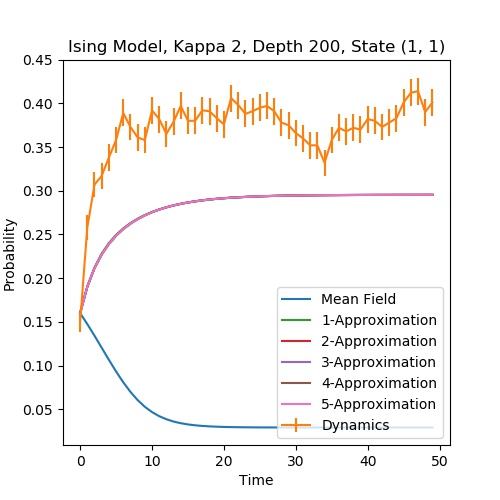 Ising Model, Kappa 2, Depth 200, State (1, 1)
0.45
0.40
0.35
0.30
0.25
0.20
0.15
0.10
0.05
Probability
Mean Field
1-Approximation
2-Approximation
3-Approximation
4-Approximation
5-Approximation
Dynamics
0 10 20 30 40 50
Time